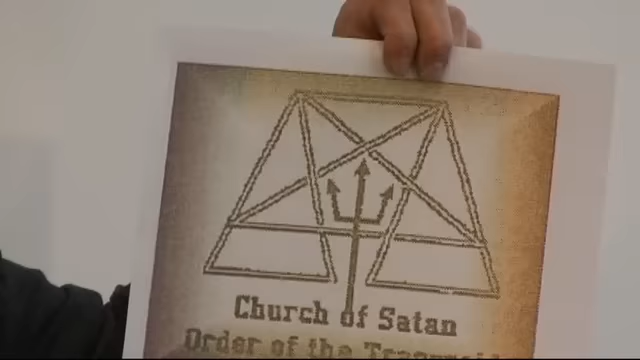 Church of Satan
Order of the